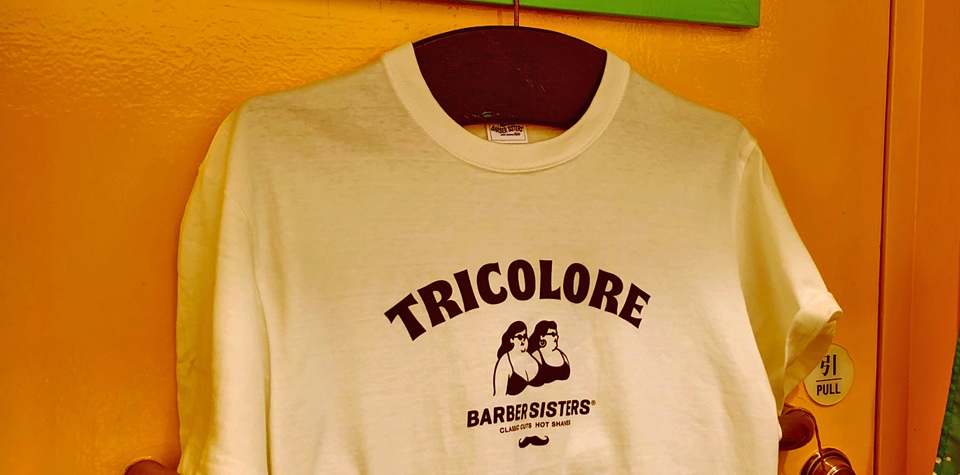 TRICOLORE
BARBER SISTERS®
CLASSIC CUTS HOT SHAVES
引
PULL